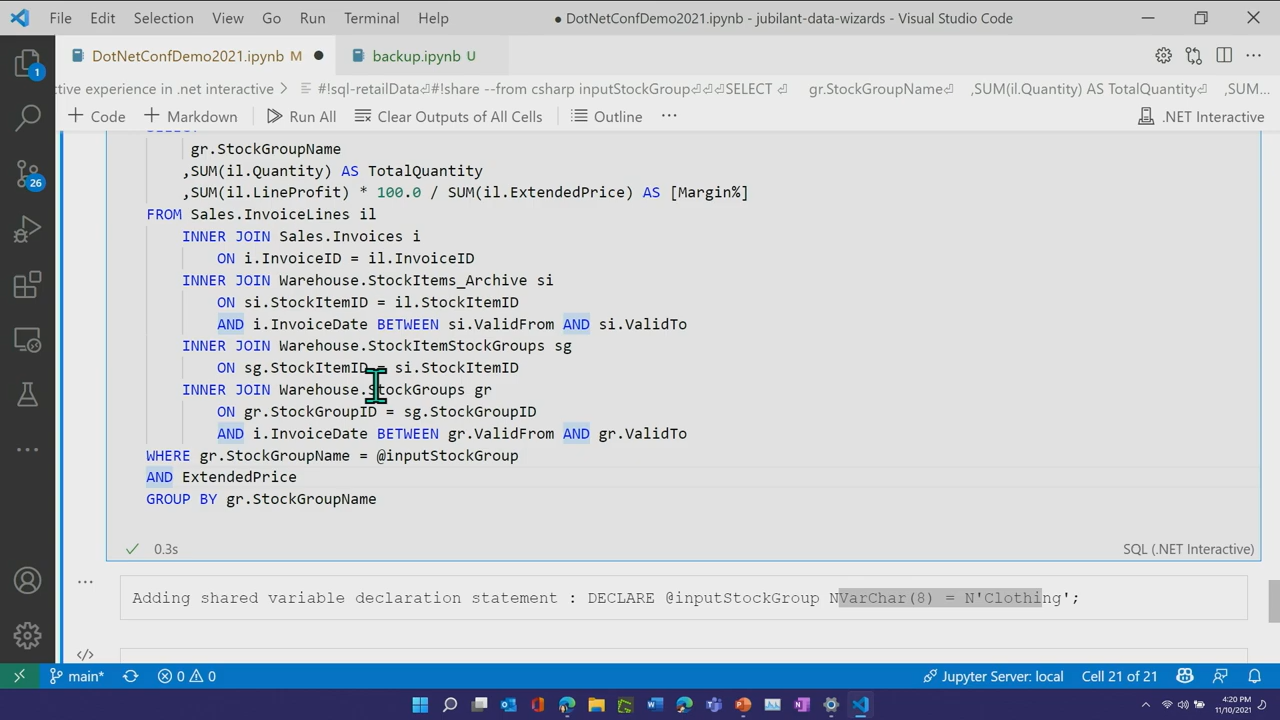 File Edit Selection View Go Run Terminal Help
● DotNetConfDemo2021.ipynb - jubilant-data-wizards - Visual Studio Code
DotNetConfDemo2021.ipynb M ●
backup.ipynb U
ctive experience in .net interactive > #!sql-retailData⏎#!share --from csharp inputStockGroup⏎⏎⏎SELECT ⏎ gr.StockGroupName⏎ ,SUM(il.Quantity) AS TotalQuantity⏎ ,SUM...
+ Code + Markdown Run All Clear Outputs of All Cells Outline ... .NET Interactive
gr.StockGroupName
,SUM(il.Quantity) AS TotalQuantity
,SUM(il.LineProfit) * 100.0 / SUM(il.ExtendedPrice) AS [Margin%]
FROM Sales.InvoiceLines il
INNER JOIN Sales.Invoices i
ON i.InvoiceID = il.InvoiceID
INNER JOIN Warehouse.StockItems_Archive si
ON si.StockItemID = il.StockItemID
AND i.InvoiceDate BETWEEN si.ValidFrom AND si.ValidTo
INNER JOIN Warehouse.StockItemStockGroups sg
ON sg.StockItemID = si.StockItemID
INNER JOIN Warehouse.StockGroups gr
ON gr.StockGroupID = sg.StockGroupID
AND i.InvoiceDate BETWEEN gr.ValidFrom AND gr.ValidTo
WHERE gr.StockGroupName = @inputStockGroup
AND ExtendedPrice
GROUP BY gr.StockGroupName
0.3s
SQL (.NET Interactive)
Adding shared variable declaration statement : DECLARE @inputStockGroup NVarChar(8) = N'Clothing';
1
26
main* 0 0
Jupyter Server: local Cell 21 of 21
4:20 PM
11/10/2021